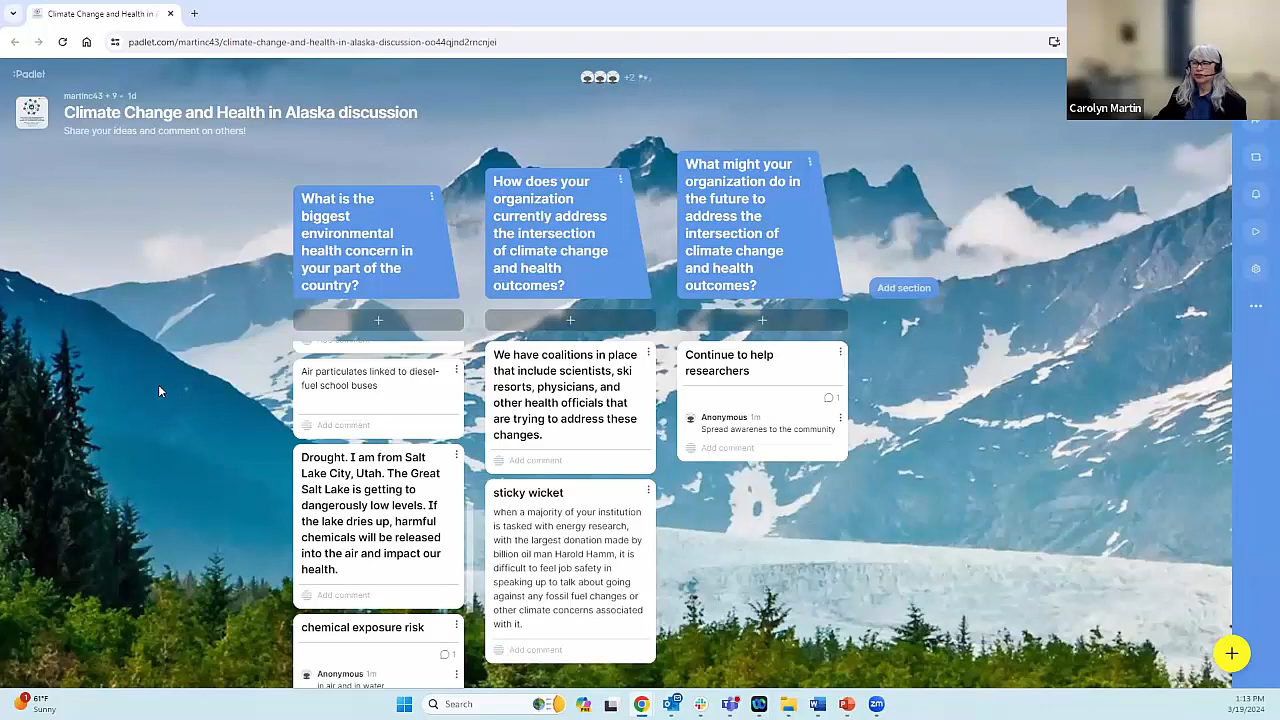 Climate Change and Health in A
padlet.com/martinc43/climate-change-and-health-in-alaska-discussion-oo44qjnd2rncnjei
Carolyn Martin
:Padlet
+2
martinc43 + 9 • 1d
Climate Change and Health in Alaska discussion
Share your ideas and comment on others!
What is the
biggest
environmental
health concern in
your part of the
country?
Add comment
Air particulates linked to diesel-
fuel school buses
Add comment
Drought. I am from Salt
Lake City, Utah. The Great
Salt Lake is getting to
dangerously low levels. If
the lake dries up, harmful
chemicals will be released
into the air and impact our
health.
Add comment
chemical exposure risk
1
Anonymous 1m
in air and in water
How does your
organization
currently address
the intersection
of climate change
and health
outcomes?
We have coalitions in place
that include scientists, ski
resorts, physicians, and
other health officials that
are trying to address these
changes.
Add comment
sticky wicket
when a majority of your institution
is tasked with energy research,
with the largest donation made by
billion oil man Harold Hamm, it is
difficult to feel job safety in
speaking up to talk about going
against any fossil fuel changes or
other climate concerns associated
with it.
Add comment
What might your
organization do in
the future to
address the
intersection of
climate change
and health
outcomes?
Continue to help
researchers
1
Anonymous 1m
Spread awarenes to the community
Add comment
Add section
1
61°F
Sunny
Search
1:13 PM
3/19/2024